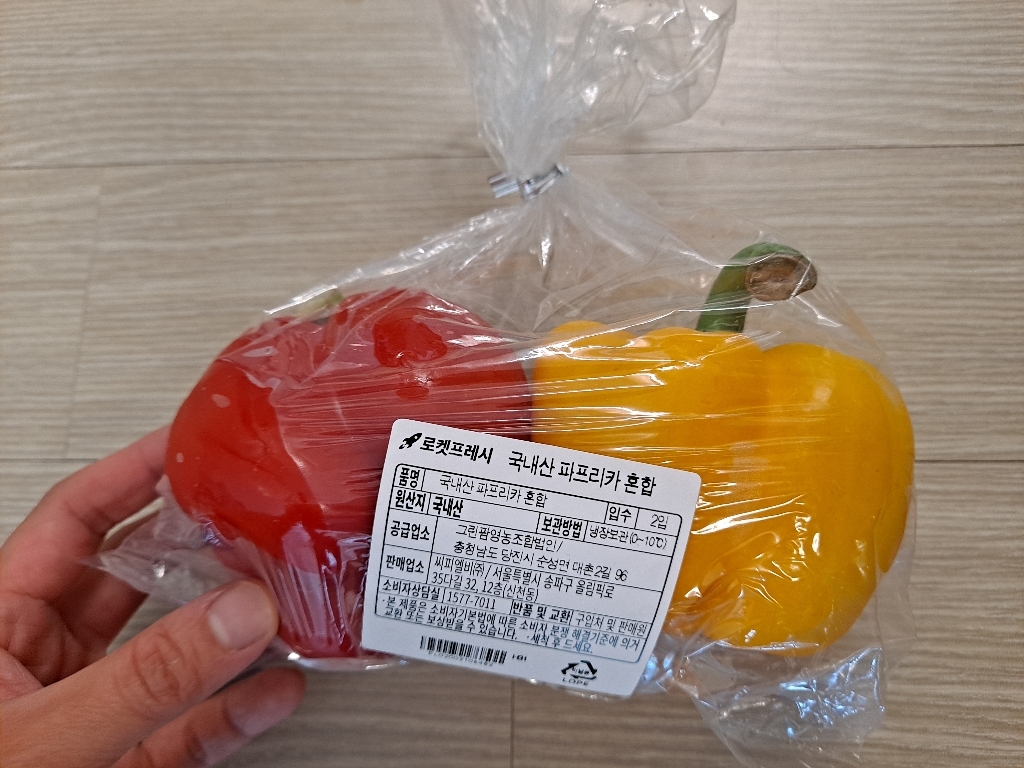 로켓프레시 국내산 파프리카 혼합
품명 국내산 파프리카 혼합 입수 2입
원산지 국내산 보관방법 냉장보관(0~10℃)
공급업소 그린팜영농조합법인/
충청남도 당진시 순성면 대촌2길 96
판매업소 씨피엘비㈜/서울특별시 송파구 올림픽로
35다길 32, 12층(신천동)
소비자상담실 1577-7011 반품 및 교환 구입처 및 판매원
본 제품은 소비자기본법에 따른 소비자 분쟁 해결기준에 의거
교환 또는 보상받을 수 있습니다. ·세척 후 드세요.
LDPE